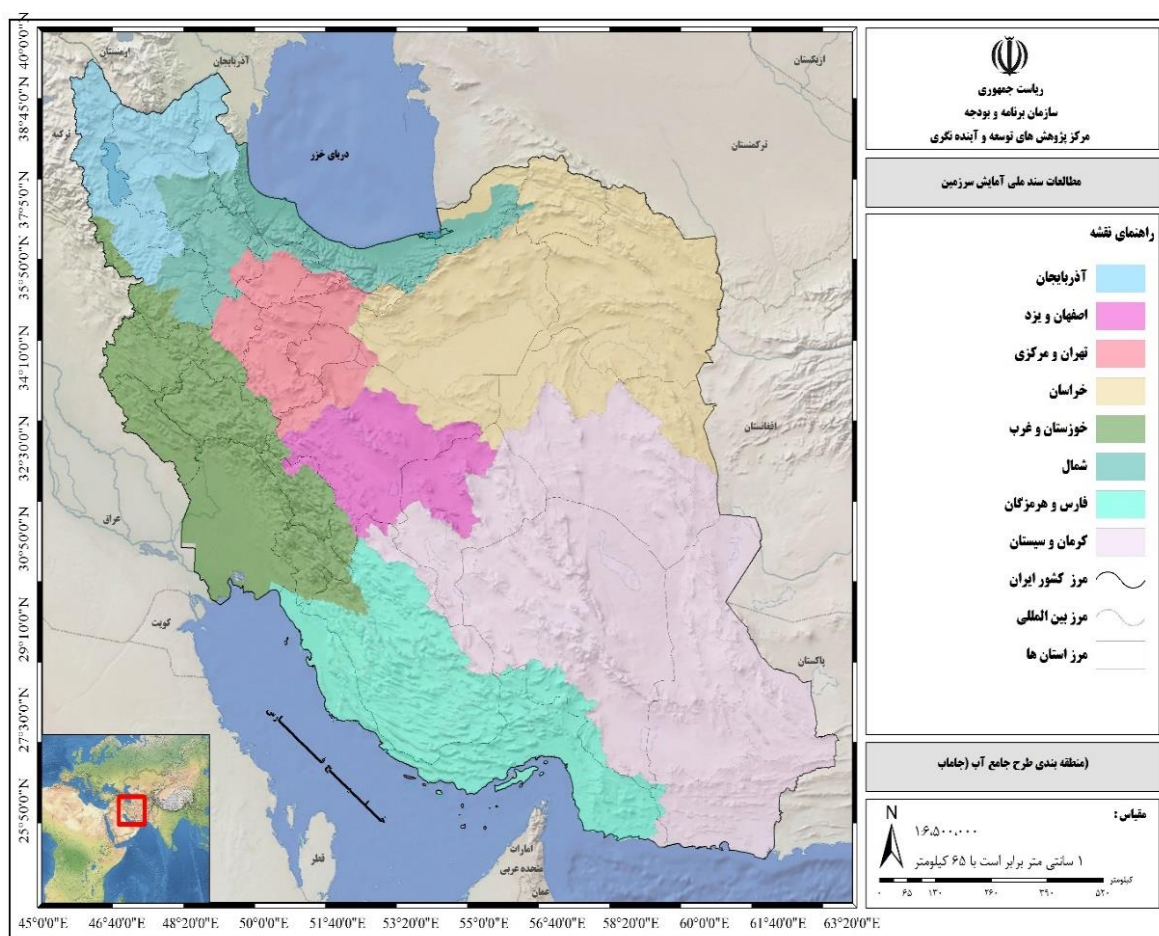 ریاست جمهوری
سازمان برنامه و بودجه
مرکز پژوهش های توسعه و آینده نگری
مطالعات سند ملی آمایش سرزمین
راهنمای نقشه
آذربایجان
اصفهان و یزد
تهران و مرکزی
خراسان
خوزستان و غرب
شمال
فارس و هرمزگان
کرمان و سیستان
مرز کشور ایران
مرز بین المللی
مرز استان ها
(منطقه بندی طرح جامع آب (جاماب
N
مقیاس :
۱:۶،۵۰۰،۰۰۰
۱ سانتی متر برابر است با ۶۵ کیلومتر
کیلومتر
۰ ۶۵ ۱۳۰ ۲۶۰ ۳۹۰ ۵۲۰
ارمنستان
آذربایجان
ازبکستان
ترکیه
ترکمنستان
دریای خزر
افغانستان
عراق
کویت
پاکستان
قطر
امارات
متحده عربی
عمان
40°0'0"N
38°45'0"N
37°5'0"N
35°50'0"N
34°10'0"N
32°30'0"N
30°50'0"N
29°10'0"N
27°30'0"N
25°50'0"N
45°0'0"E 46°40'0"E 48°20'0"E 50°0'0"E 51°40'0"E 53°20'0"E 55°0'0"E 56°40'0"E 58°20'0"E 60°0'0"E 61°40'0"E 63°20'0"E